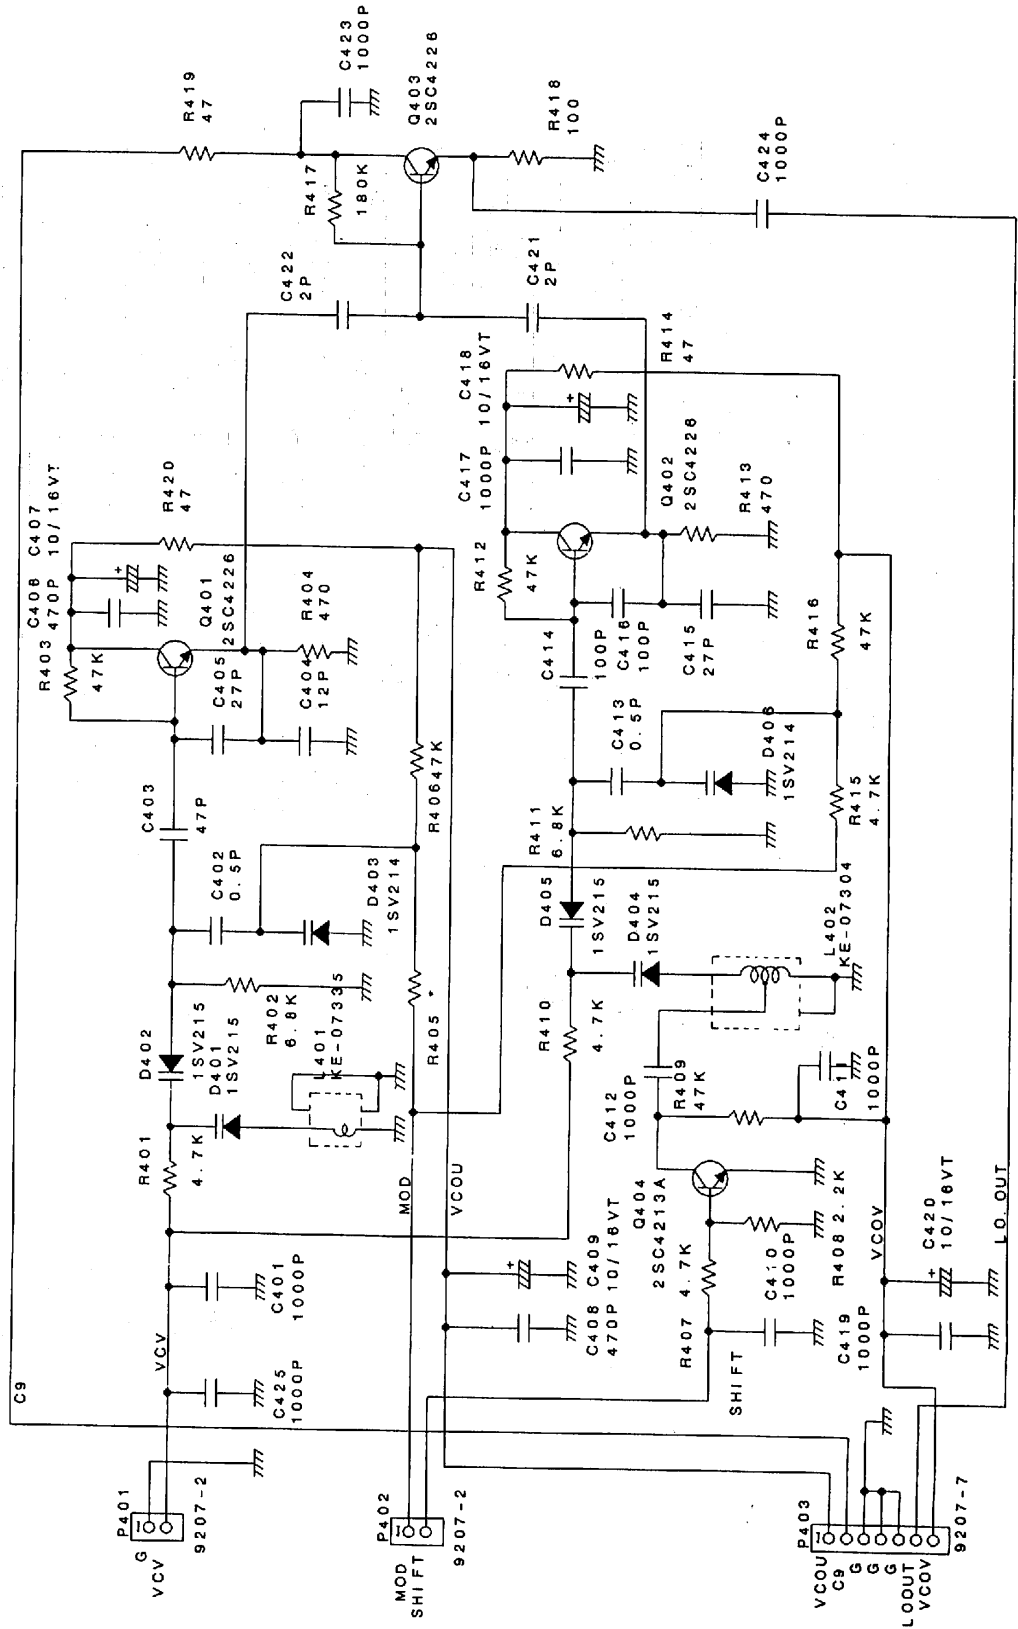 C423
1000P
R419
47
Q403
2SC4226
R418
100
R417
180K
C424
1000P
C422
2P
C421
2P
R414
47
C418
10/16VT
C417
1000P
Q402
2SC4226
R413
470
R412
47K
C407
10/16VT
C408
470P
R420
47
R403
47K
Q401
2SC4226
R404
470
C405
27P
C404
12P
C414
100P
C416
100P
C415
27P
R416
47K
C403
47P
R406 47K
C413
0.5P
D406
1SV214
R415
4.7K
R411
6.8K
C402
0.5P
D403
1SV214
D405
1SV215
D404
1SV215
L402
KE-07304
D402
1SV215
D401
1SV215
R402
6.8K
L401
KE-07335
R405 *
R410
4.7K
R401
4.7K
C412
1000P
R409
47K
C411
1000P
MOD
VCOU
Q404
2SC4213A
R408 2.2K
VCOV
C420
10/16VT
LO.OUT
C401
1000P
C409
10/16VT
C408
470P
R407
4.7K
C410
1000P
C419
1000P
VCV
C425
1000P
SHIFT
C9
P401
G
VCV
9207-2
P402
MOD
SHIFT
9207-2
P403
VCOU
C9
G
G
G
LOOUT
VCOV
9207-7